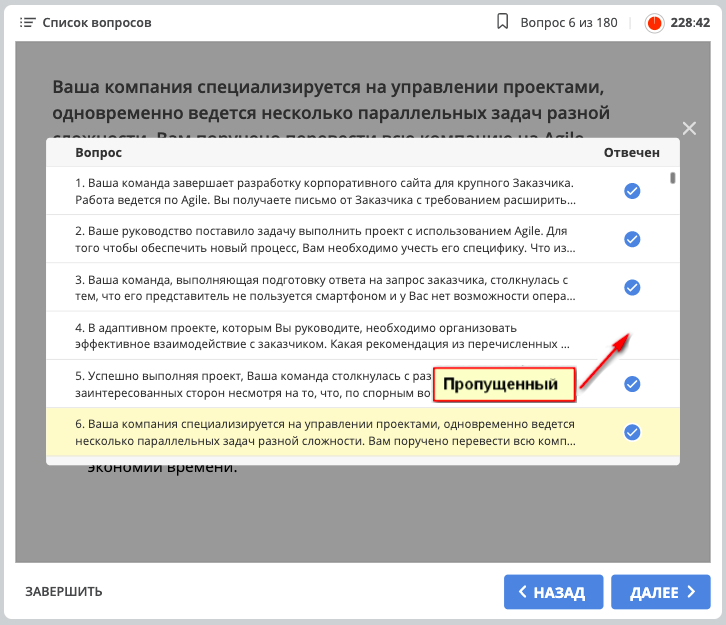 Список вопросов
Вопрос 6 из 180
228:42
Ваша компания специализируется на управлении проектами,
одновременно ведется несколько параллельных задач разной
сложности. Вам поручено перевести всю компанию на Agile.
Вопрос
Отвечен
1. Ваша команда завершает разработку корпоративного сайта для крупного Заказчика.
Работа ведется по Agile. Вы получаете письмо от Заказчика с требованием расширить...
2. Ваше руководство поставило задачу выполнить проект с использованием Agile. Для
того чтобы обеспечить новый процесс, Вам необходимо учесть его специфику. Что из...
3. Ваша команда, выполняющая подготовку ответа на запрос заказчика, столкнулась с
тем, что его представитель не пользуется смартфоном и у Вас нет возможности опера...
4. В адаптивном проекте, которым Вы руководите, необходимо организовать
эффективное взаимодействие с заказчиком. Какая рекомендация из перечисленных ...
5. Успешно выполняя проект, Ваша команда столкнулась с раз
заинтересованных сторон несмотря на то, что, по спорным во
Пропущенный
6. Ваша компания специализируется на управлении проектами, одновременно ведется
несколько параллельных задач разной сложности. Вам поручено перевести всю комп...
экономии времени.
ЗАВЕРШИТЬ
НАЗАД
ДАЛЕЕ